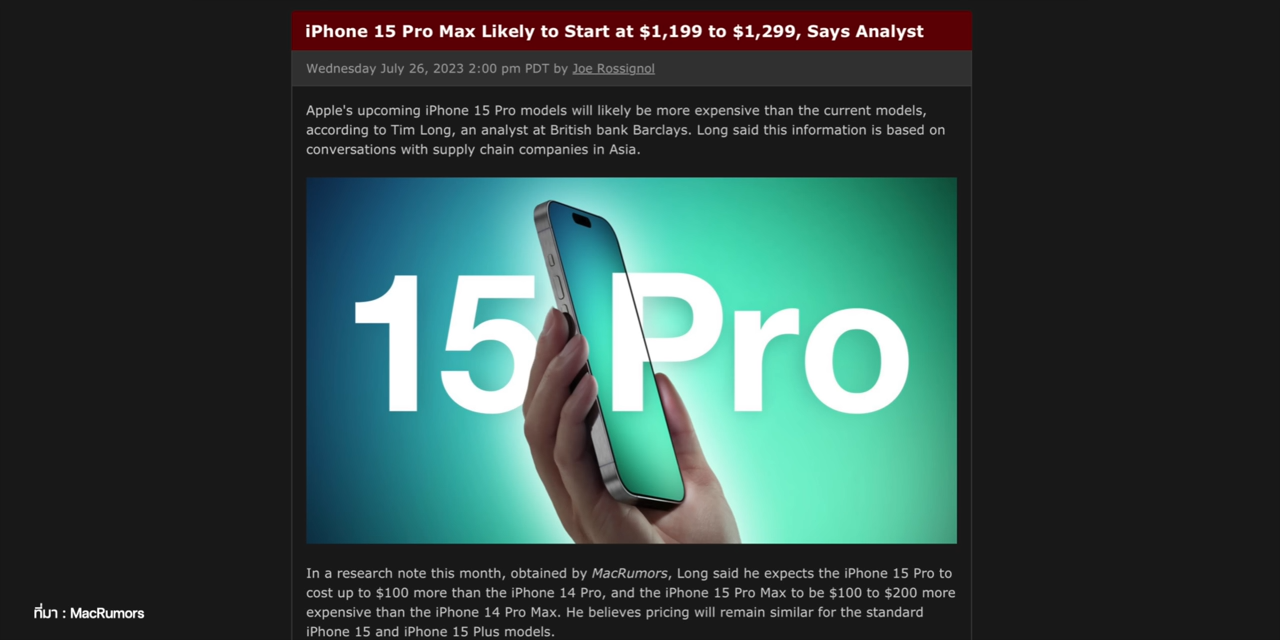 iPhone 15 Pro Max Likely to Start at $1,199 to $1,299, Says Analyst
Wednesday July 26, 2023 2:00 pm PDT by Joe Rossignol
Apple's upcoming iPhone 15 Pro models will likely be more expensive than the current models,
according to Tim Long, an analyst at British bank Barclays. Long said this information is based on
conversations with supply chain companies in Asia.
15 Pro
In a research note this month, obtained by MacRumors, Long said he expects the iPhone 15 Pro to
cost up to $100 more than the iPhone 14 Pro, and the iPhone 15 Pro Max to be $100 to $200 more
expensive than the iPhone 14 Pro Max. He believes pricing will remain similar for the standard
iPhone 15 and iPhone 15 Plus models.
ที่มา : MacRumors